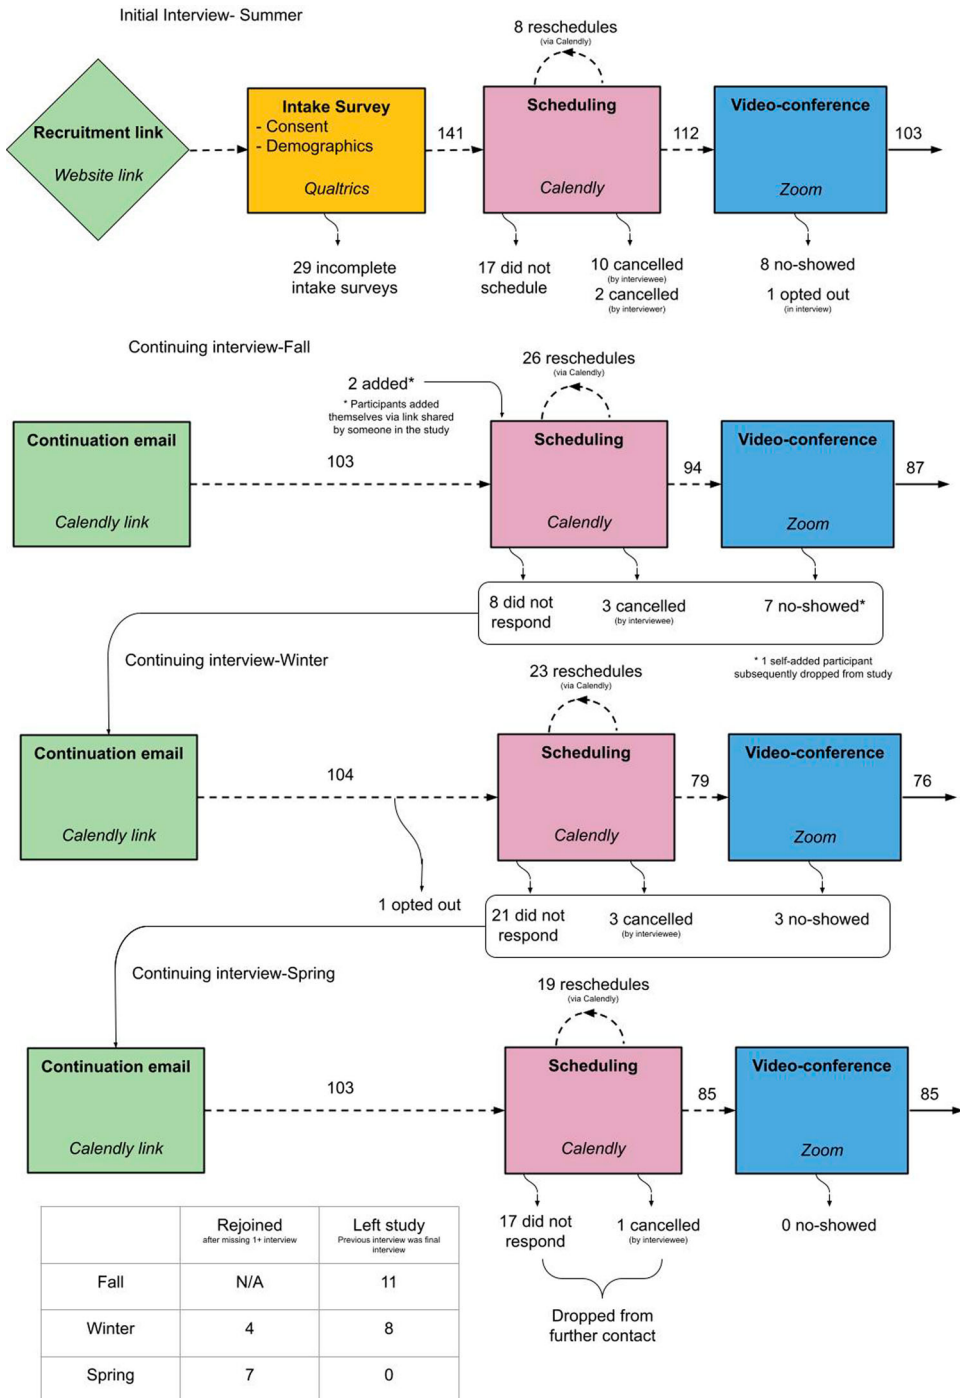 Initial Interview- Summer
8 reschedules
(via Calendly)
Recruitment link
Website link
Intake Survey
- Consent
- Demographics
Qualtrics
141
Scheduling
Calendly
112
Video-conference
Zoom
103
29 incomplete
intake surveys
17 did not
schedule
10 cancelled
(by interviewee)
2 cancelled
(by interviewer)
8 no-showed
1 opted out
(in interview)
Continuing interview-Fall
2 added*
* Participants added
themselves via link shared
by someone in the study
26 reschedules
(via Calendly)
Continuation email
Calendly link
103
Scheduling
Calendly
94
Video-conference
Zoom
87
8 did not
respond
3 cancelled
(by interviewee)
7 no-showed*
* 1 self-added participant
subsequently dropped from study
Continuing interview-Winter
23 reschedules
(via Calendly)
Continuation email
Calendly link
104
1 opted out
Scheduling
Calendly
79
Video-conference
Zoom
76
21 did not
respond
3 cancelled
(by interviewee)
3 no-showed
Continuing interview-Spring
19 reschedules
(via Calendly)
Continuation email
Calendly link
103
Scheduling
Calendly
85
Video-conference
Zoom
85
17 did not
respond
1 cancelled
(by interviewee)
0 no-showed
Dropped from
further contact
Rejoined
after missing 1+ interview
Left study
Previous interview was final
interview
Fall N/A 11
Winter 4 8
Spring 7 0